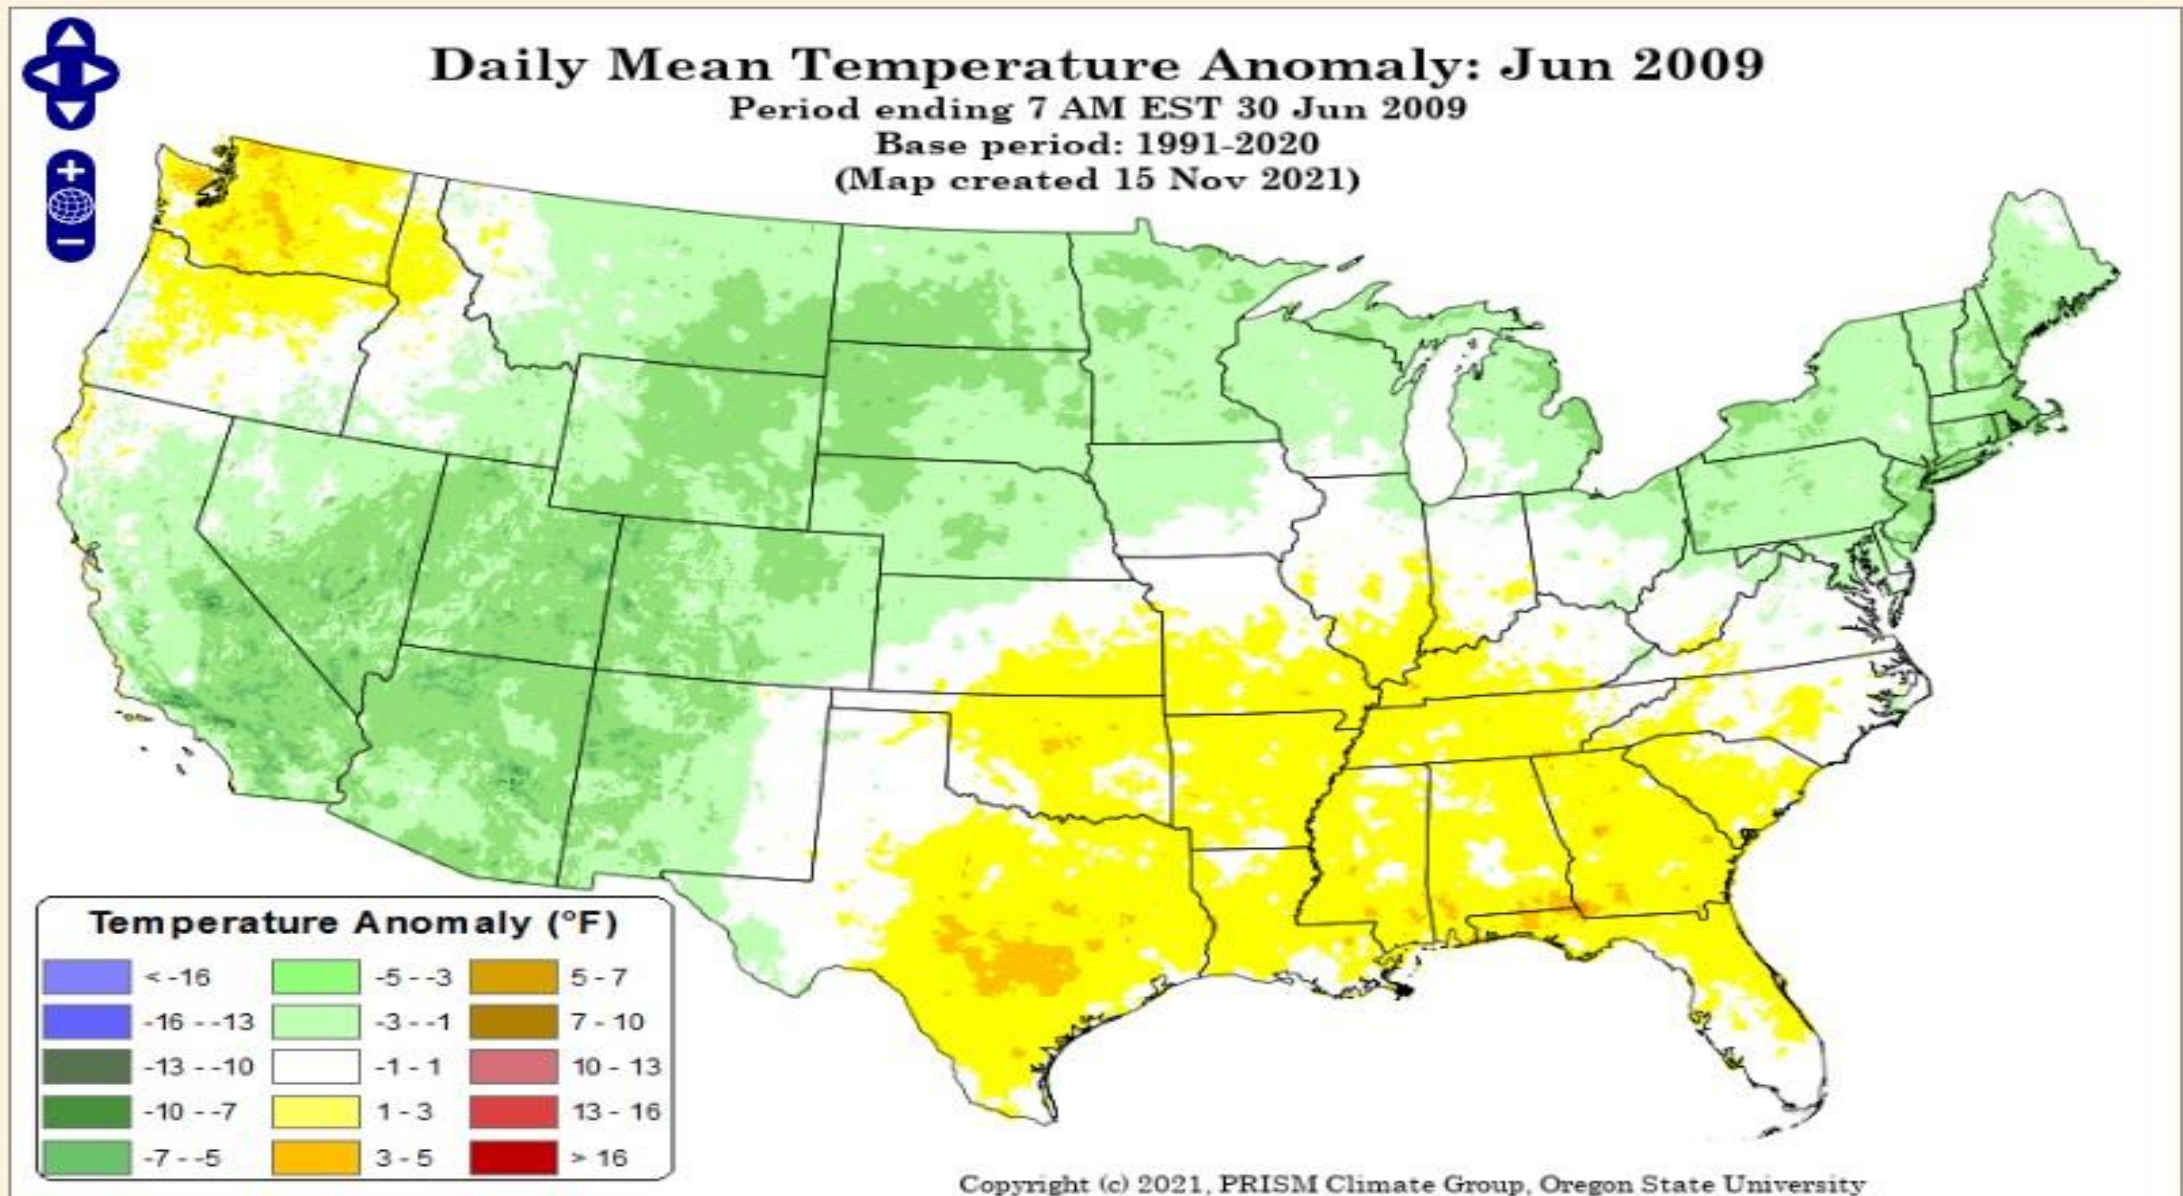 Daily Mean Temperature Anomaly: Jun 2009
Period ending 7 AM EST 30 Jun 2009
Base period: 1991-2020
(Map created 15 Nov 2021)
+
−
Temperature Anomaly (°F)
< -16
-16 - -13
-13 - -10
-10 - -7
-7 - -5
-5 - -3
-3 - -1
-1 - 1
1 - 3
3 - 5
5 - 7
7 - 10
10 - 13
13 - 16
> 16
Copyright (c) 2021, PRISM Climate Group, Oregon State University